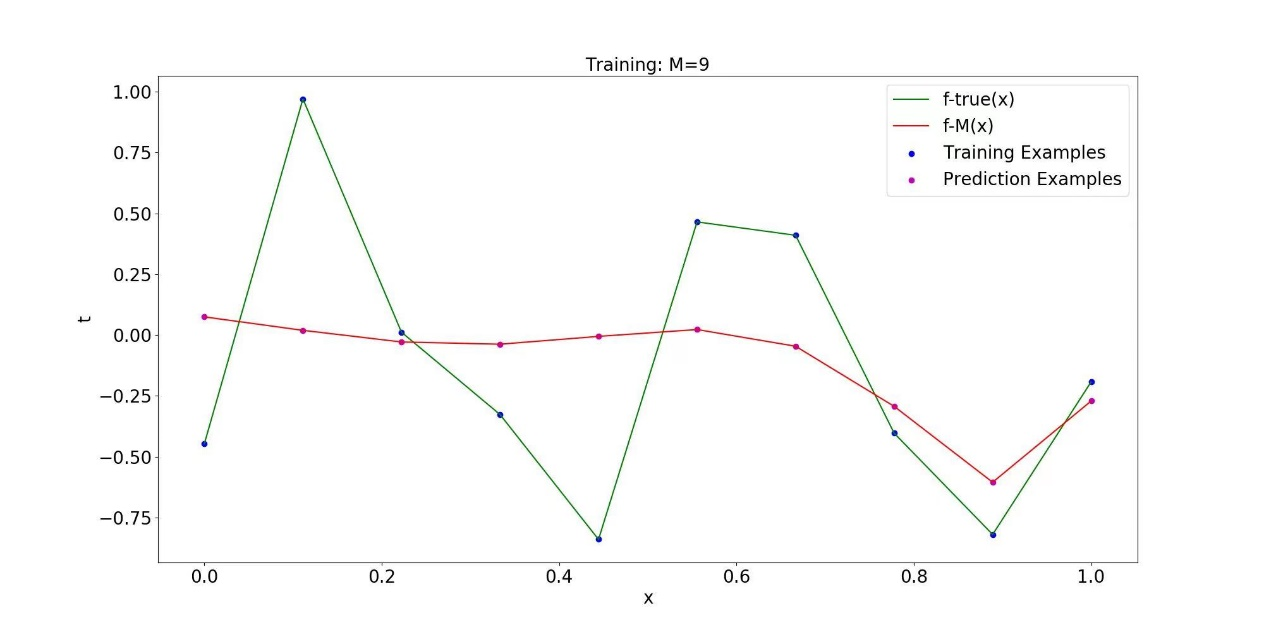 Training: M=9
f-true(x)
f-M(x)
Training Examples
Prediction Examples
t
1.00
0.75
0.50
0.25
0.00
−0.25
−0.50
−0.75
0.0 0.2 0.4 0.6 0.8 1.0
x